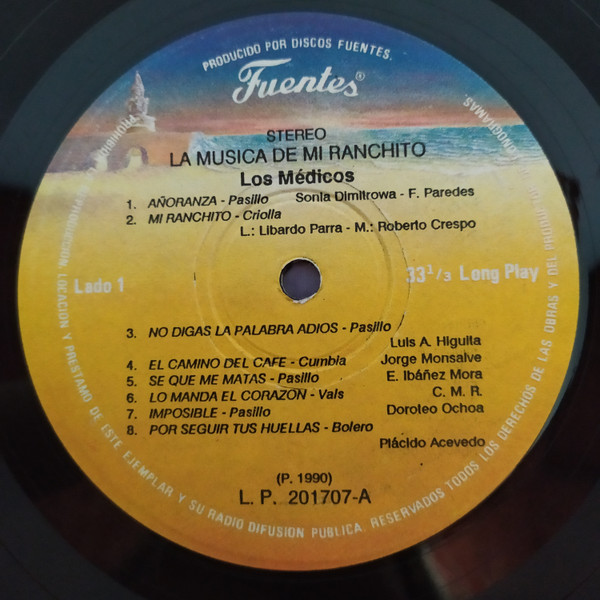 PRODUCIDO POR DISCOS FUENTES.
Fuentes®
STEREO
LA MUSICA DE MI RANCHITO
Los Médicos
1. AÑORANZA - Pasillo Sonia Dimitrowa - F. Paredes
2. MI RANCHITO - Criolla
L.: Libardo Parra - M.: Roberto Crespo
Lado 1
33 1/3 Long Play
3. NO DIGAS LA PALABRA ADIOS - Pasillo
Luis A. Higuita
4. EL CAMINO DEL CAFE - Cumbia Jorge Monsalve
5. SE QUE ME MATAS - Pasillo E. Ibáñez Mora
6. LO MANDA EL CORAZON - Vals C. M. R.
7. IMPOSIBLE - Pasillo Doroteo Ochoa
8. POR SEGUIR TUS HUELLAS - Bolero
Plácido Acevedo
(P. 1990)
L. P. 201707-A
LOCACION Y PRESTAMO DE ESTE EJEMPLAR Y SU RADIO DIFUSION PUBLICA. RESERVADOS TODOS LOS DERECHOS DE LAS OBRAS Y DEL